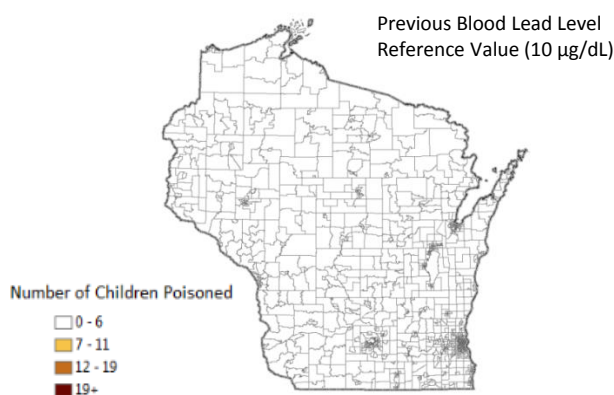 Previous Blood Lead Level
Reference Value (10 µg/dL)
Number of Children Poisoned
0 - 6
7 - 11
12 - 19
19+